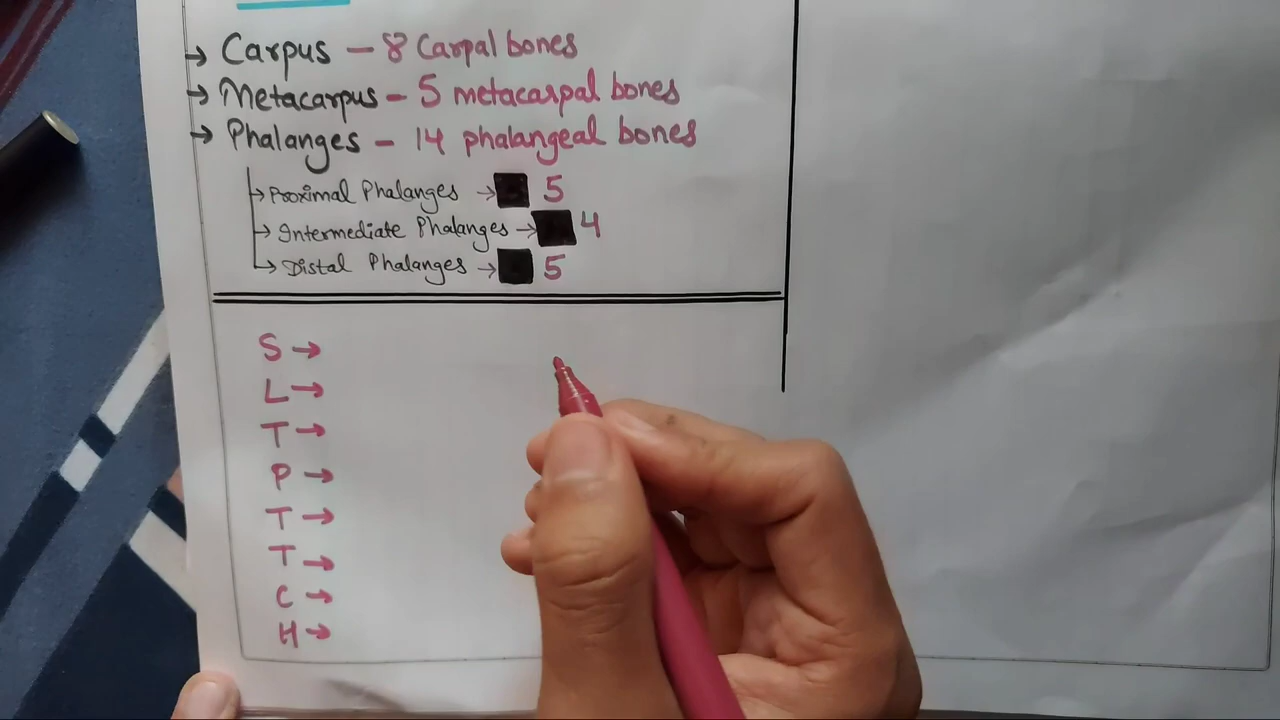 → Carpus – 8 Carpal bones
→ Metacarpus – 5 metacarpal bones
→ Phalanges – 14 phalangeal bones
→ Proximal Phalanges → 5
→ Intermediate Phalanges → 4
→ Distal Phalanges → 5
S →
L →
T →
P →
T →
T →
C →
H →